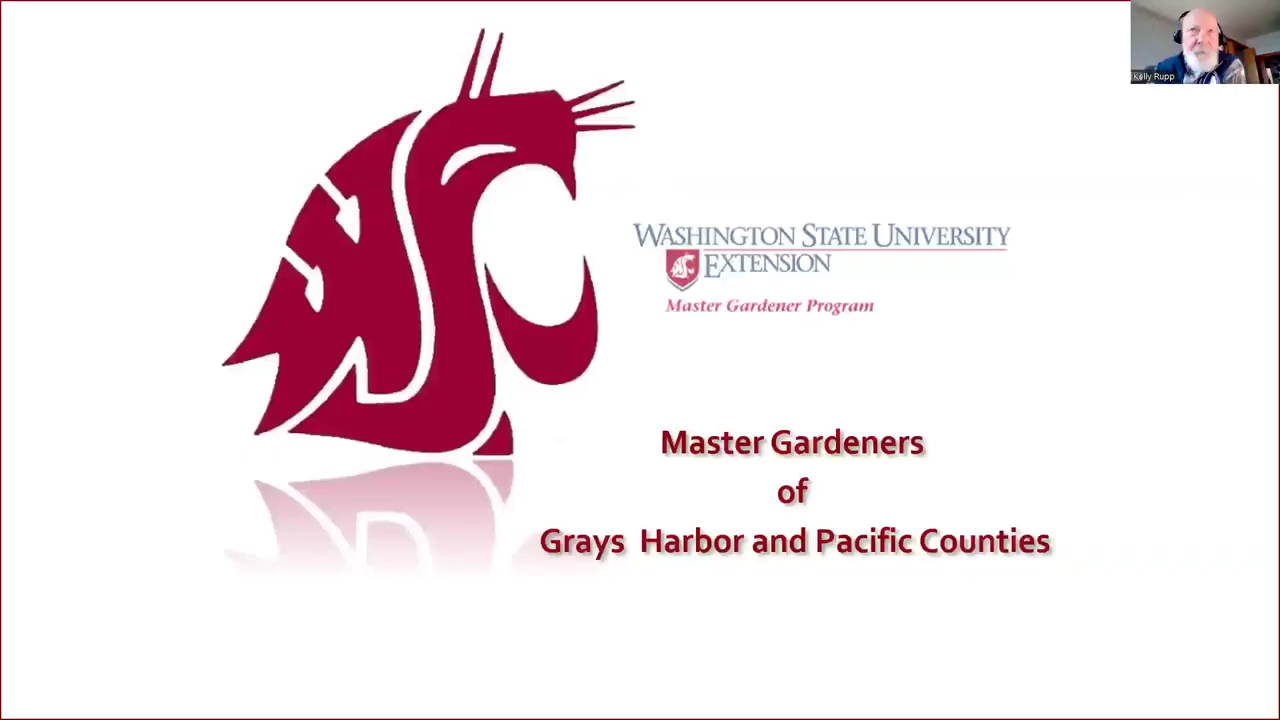 Kelly Rupp
WASHINGTON STATE UNIVERSITY
EXTENSION
Master Gardener Program
Master Gardeners
of
Grays Harbor and Pacific Counties